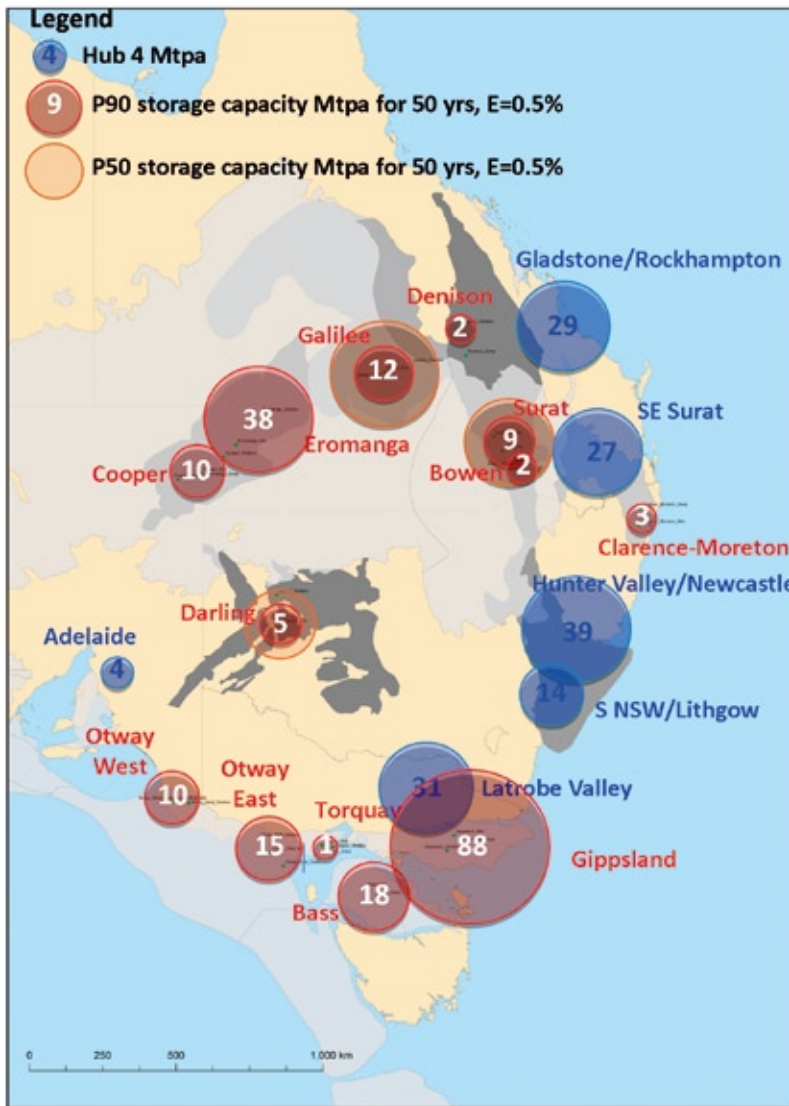 Legend
4 Hub 4 Mtpa
9 P90 storage capacity Mtpa for 50 yrs, E=0.5%
P50 storage capacity Mtpa for 50 yrs, E=0.5%
Gladstone/Rockhampton
29
Denison
2
Galilee
12
38
Eromanga
Surat
9
SE Surat
27
Cooper
10
Bowen
2
3
Clarence-Moreton
Hunter Valley/Newcastle
39
Darling
5
Adelaide
4
14
S NSW/Lithgow
Otway
West
10
Otway
East
15
Torquay
1
31
Latrobe Valley
88
Gippsland
Bass
18
0 250 500 1,000 km